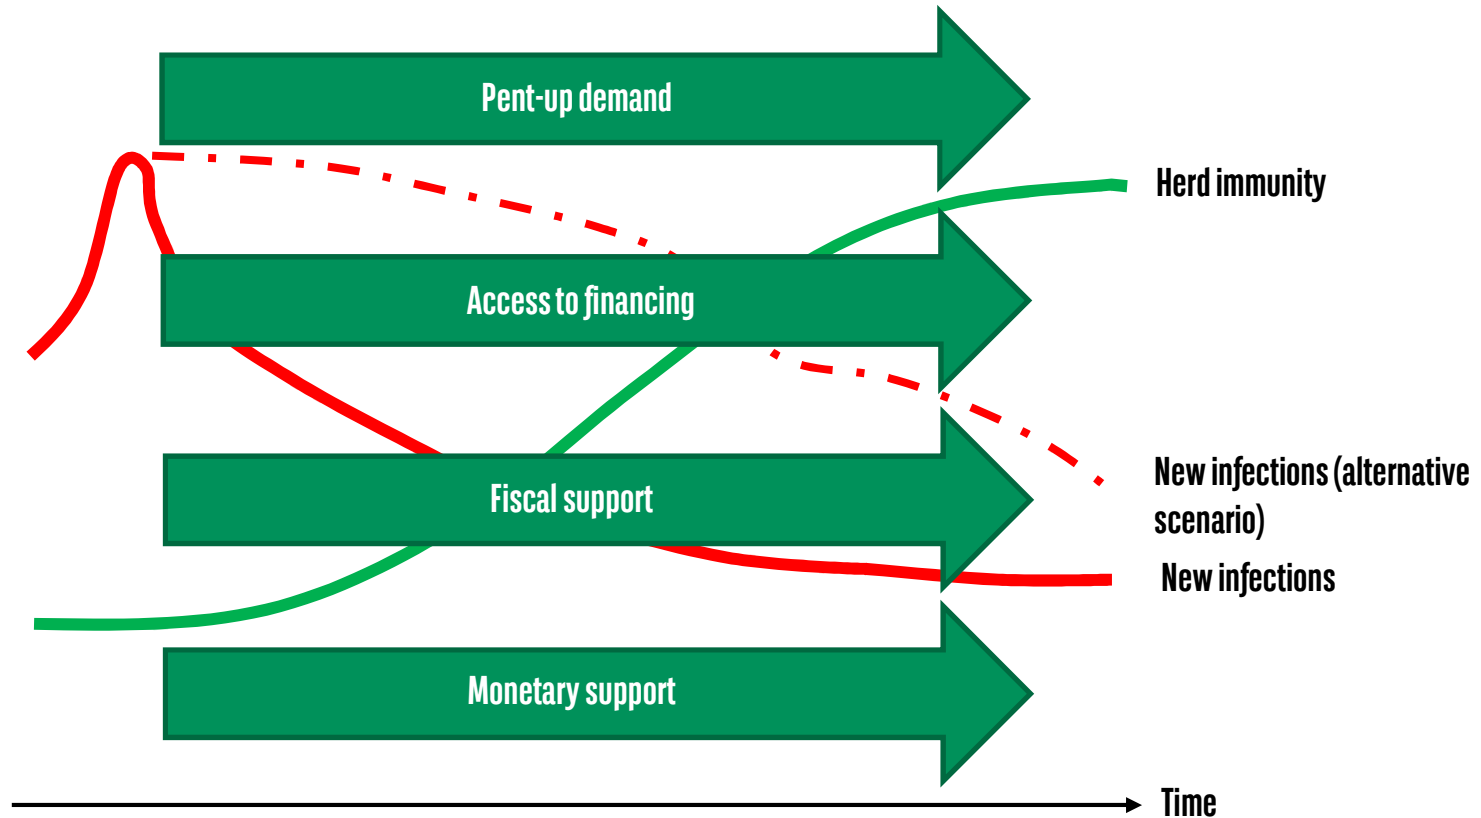 Pent-up demand
Herd immunity
Access to financing
New infections (alternative
scenario)
Fiscal support
New infections
Monetary support
Time